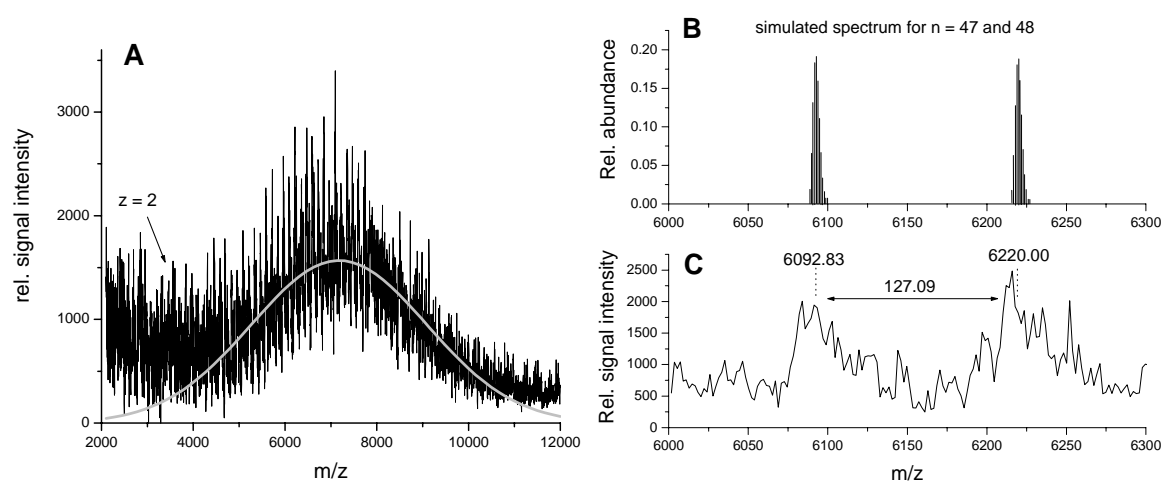 A
z = 2
3000
2000
1000
0
rel. signal intensity
2000 4000 6000 8000 10000 12000
m/z
B
simulated spectrum for n = 47 and 48
0.20
0.15
0.10
0.05
0.00
Rel. abundance
6000 6050 6100 6150 6200 6250 6300
C
6092.83 6220.00
127.09
2500
2000
1500
1000
500
0
Rel. signal intensity
6000 6050 6100 6150 6200 6250 6300
m/z